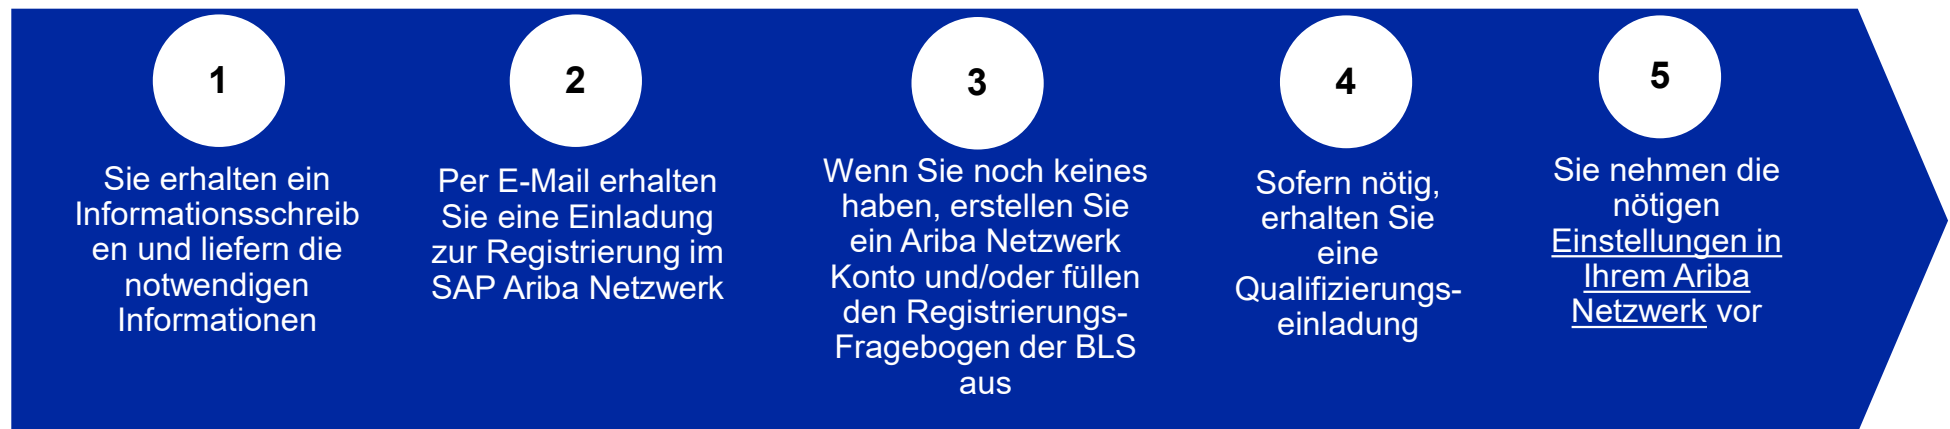 1
Sie erhalten ein
Informationsschreib
en und liefern die
notwendigen
Informationen
2
Per E-Mail erhalten
Sie eine Einladung
zur Registrierung im
SAP Ariba Netzwerk
3
Wenn Sie noch keines
haben, erstellen Sie
ein Ariba Netzwerk
Konto und/oder füllen
den Registrierungs-
Fragebogen der BLS
aus
4
Sofern nötig,
erhalten Sie
eine
Qualifizierungs-
einladung
5
Sie nehmen die
nötigen
Einstellungen in
Ihrem Ariba
Netzwerk vor